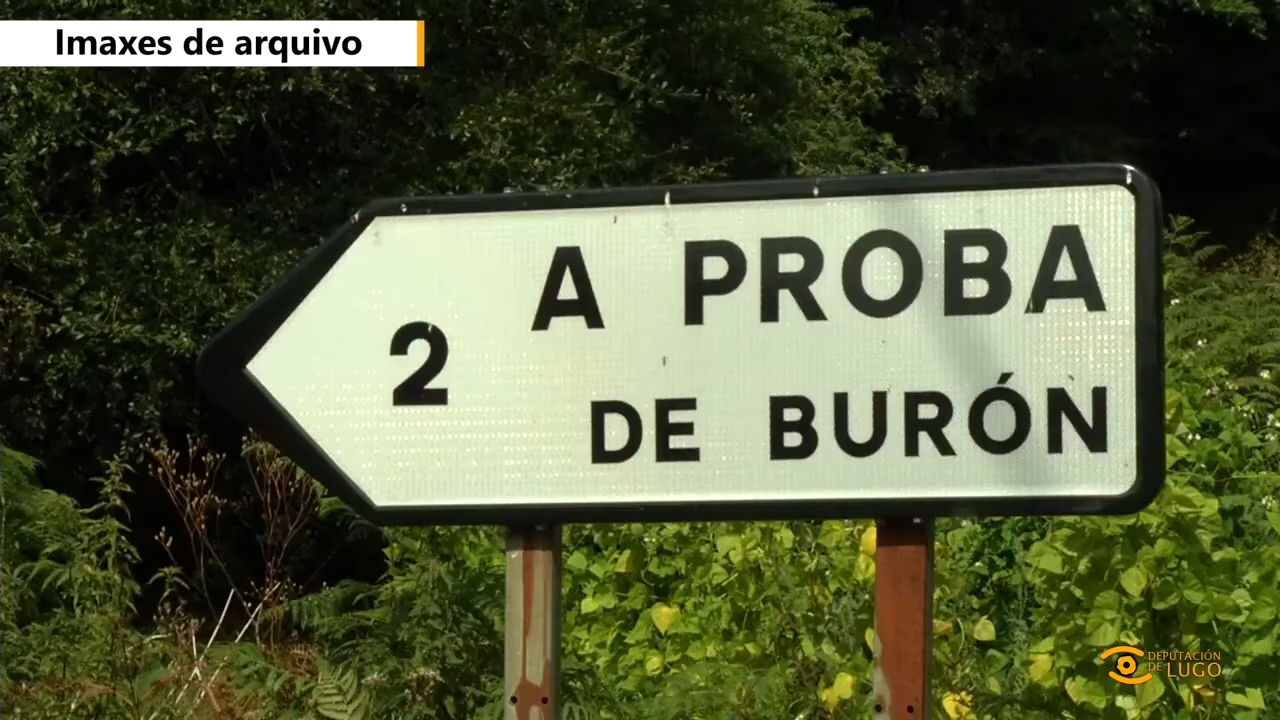 Imaxes de arquivo
A PROBA
2
DE BURÓN
DEPUTACIÓN
DE LUGO